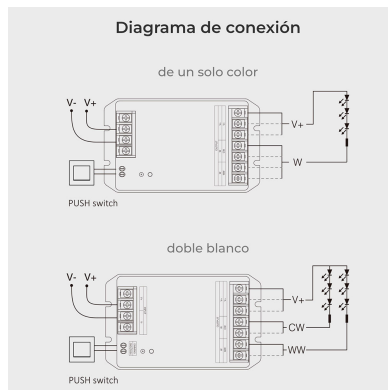 Diagrama de conexión
de un solo color
V- V+
V+
W
PUSH switch
doble blanco
V- V+
V+
CW
WW
PUSH switch